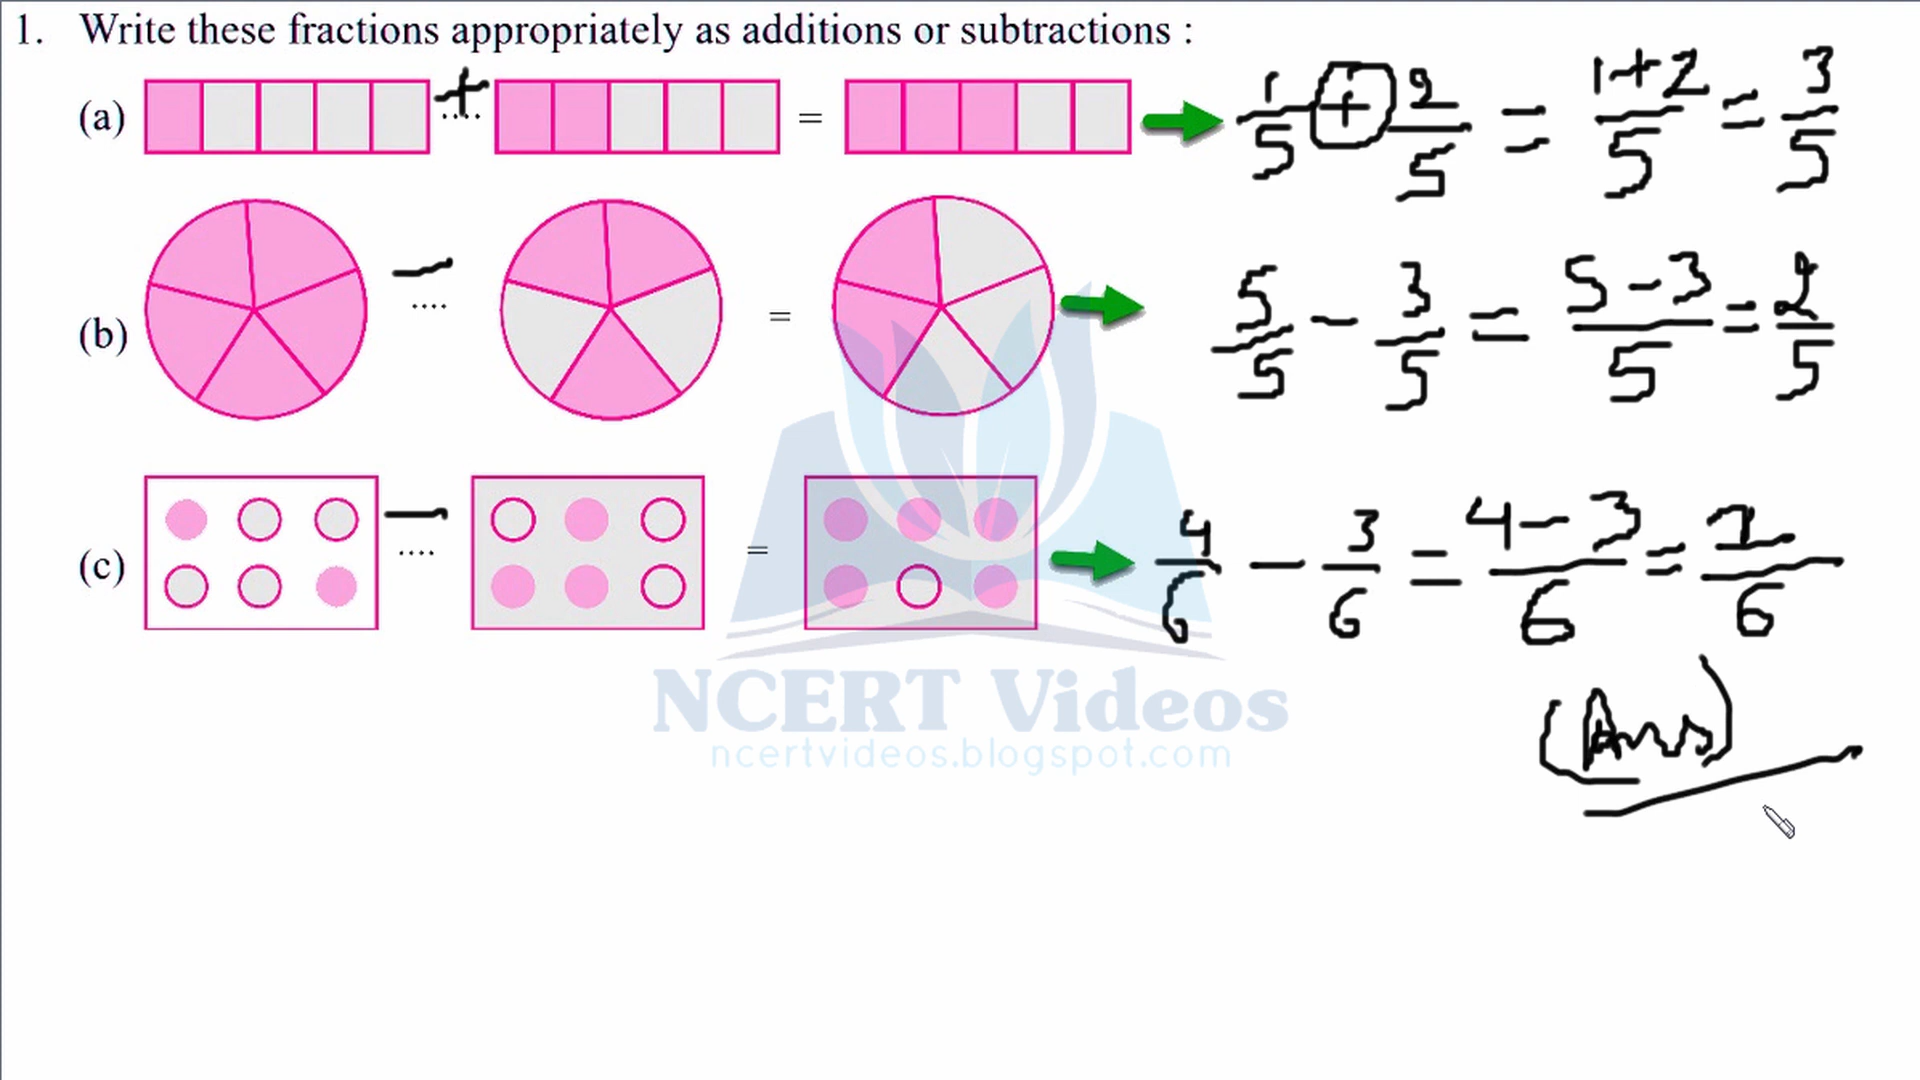 1. Write these fractions appropriately as additions or subtractions :
(a) + .... = 1/5 + 2/5 = 1+2/5 = 3/5
(b) – .... = 5/5 – 3/5 = 5–3/5 = 2/5
(c) – .... = 4/6 – 3/6 = 4–3/6 = 1/6
(Ans)
NCERT Videos
ncertvideos.blogspot.com